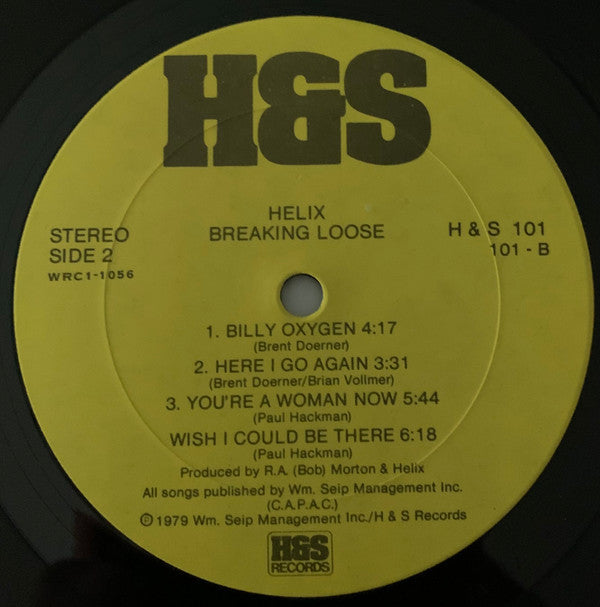 H&S
HELIX
BREAKING LOOSE
STEREO
SIDE 2
WRC1-1056
H & S 101
101 - B
1. BILLY OXYGEN 4:17
(Brent Doerner)
2. HERE I GO AGAIN 3:31
(Brent Doerner/Brian Vollmer)
3. YOU'RE A WOMAN NOW 5:44
(Paul Hackman)
WISH I COULD BE THERE 6:18
(Paul Hackman)
Produced by R.A. (Bob) Morton & Helix
All songs published by Wm. Seip Management Inc.
(C.A.P.A.C.)
℗ 1979 Wm. Seip Management Inc./H & S Records
H&S
RECORDS